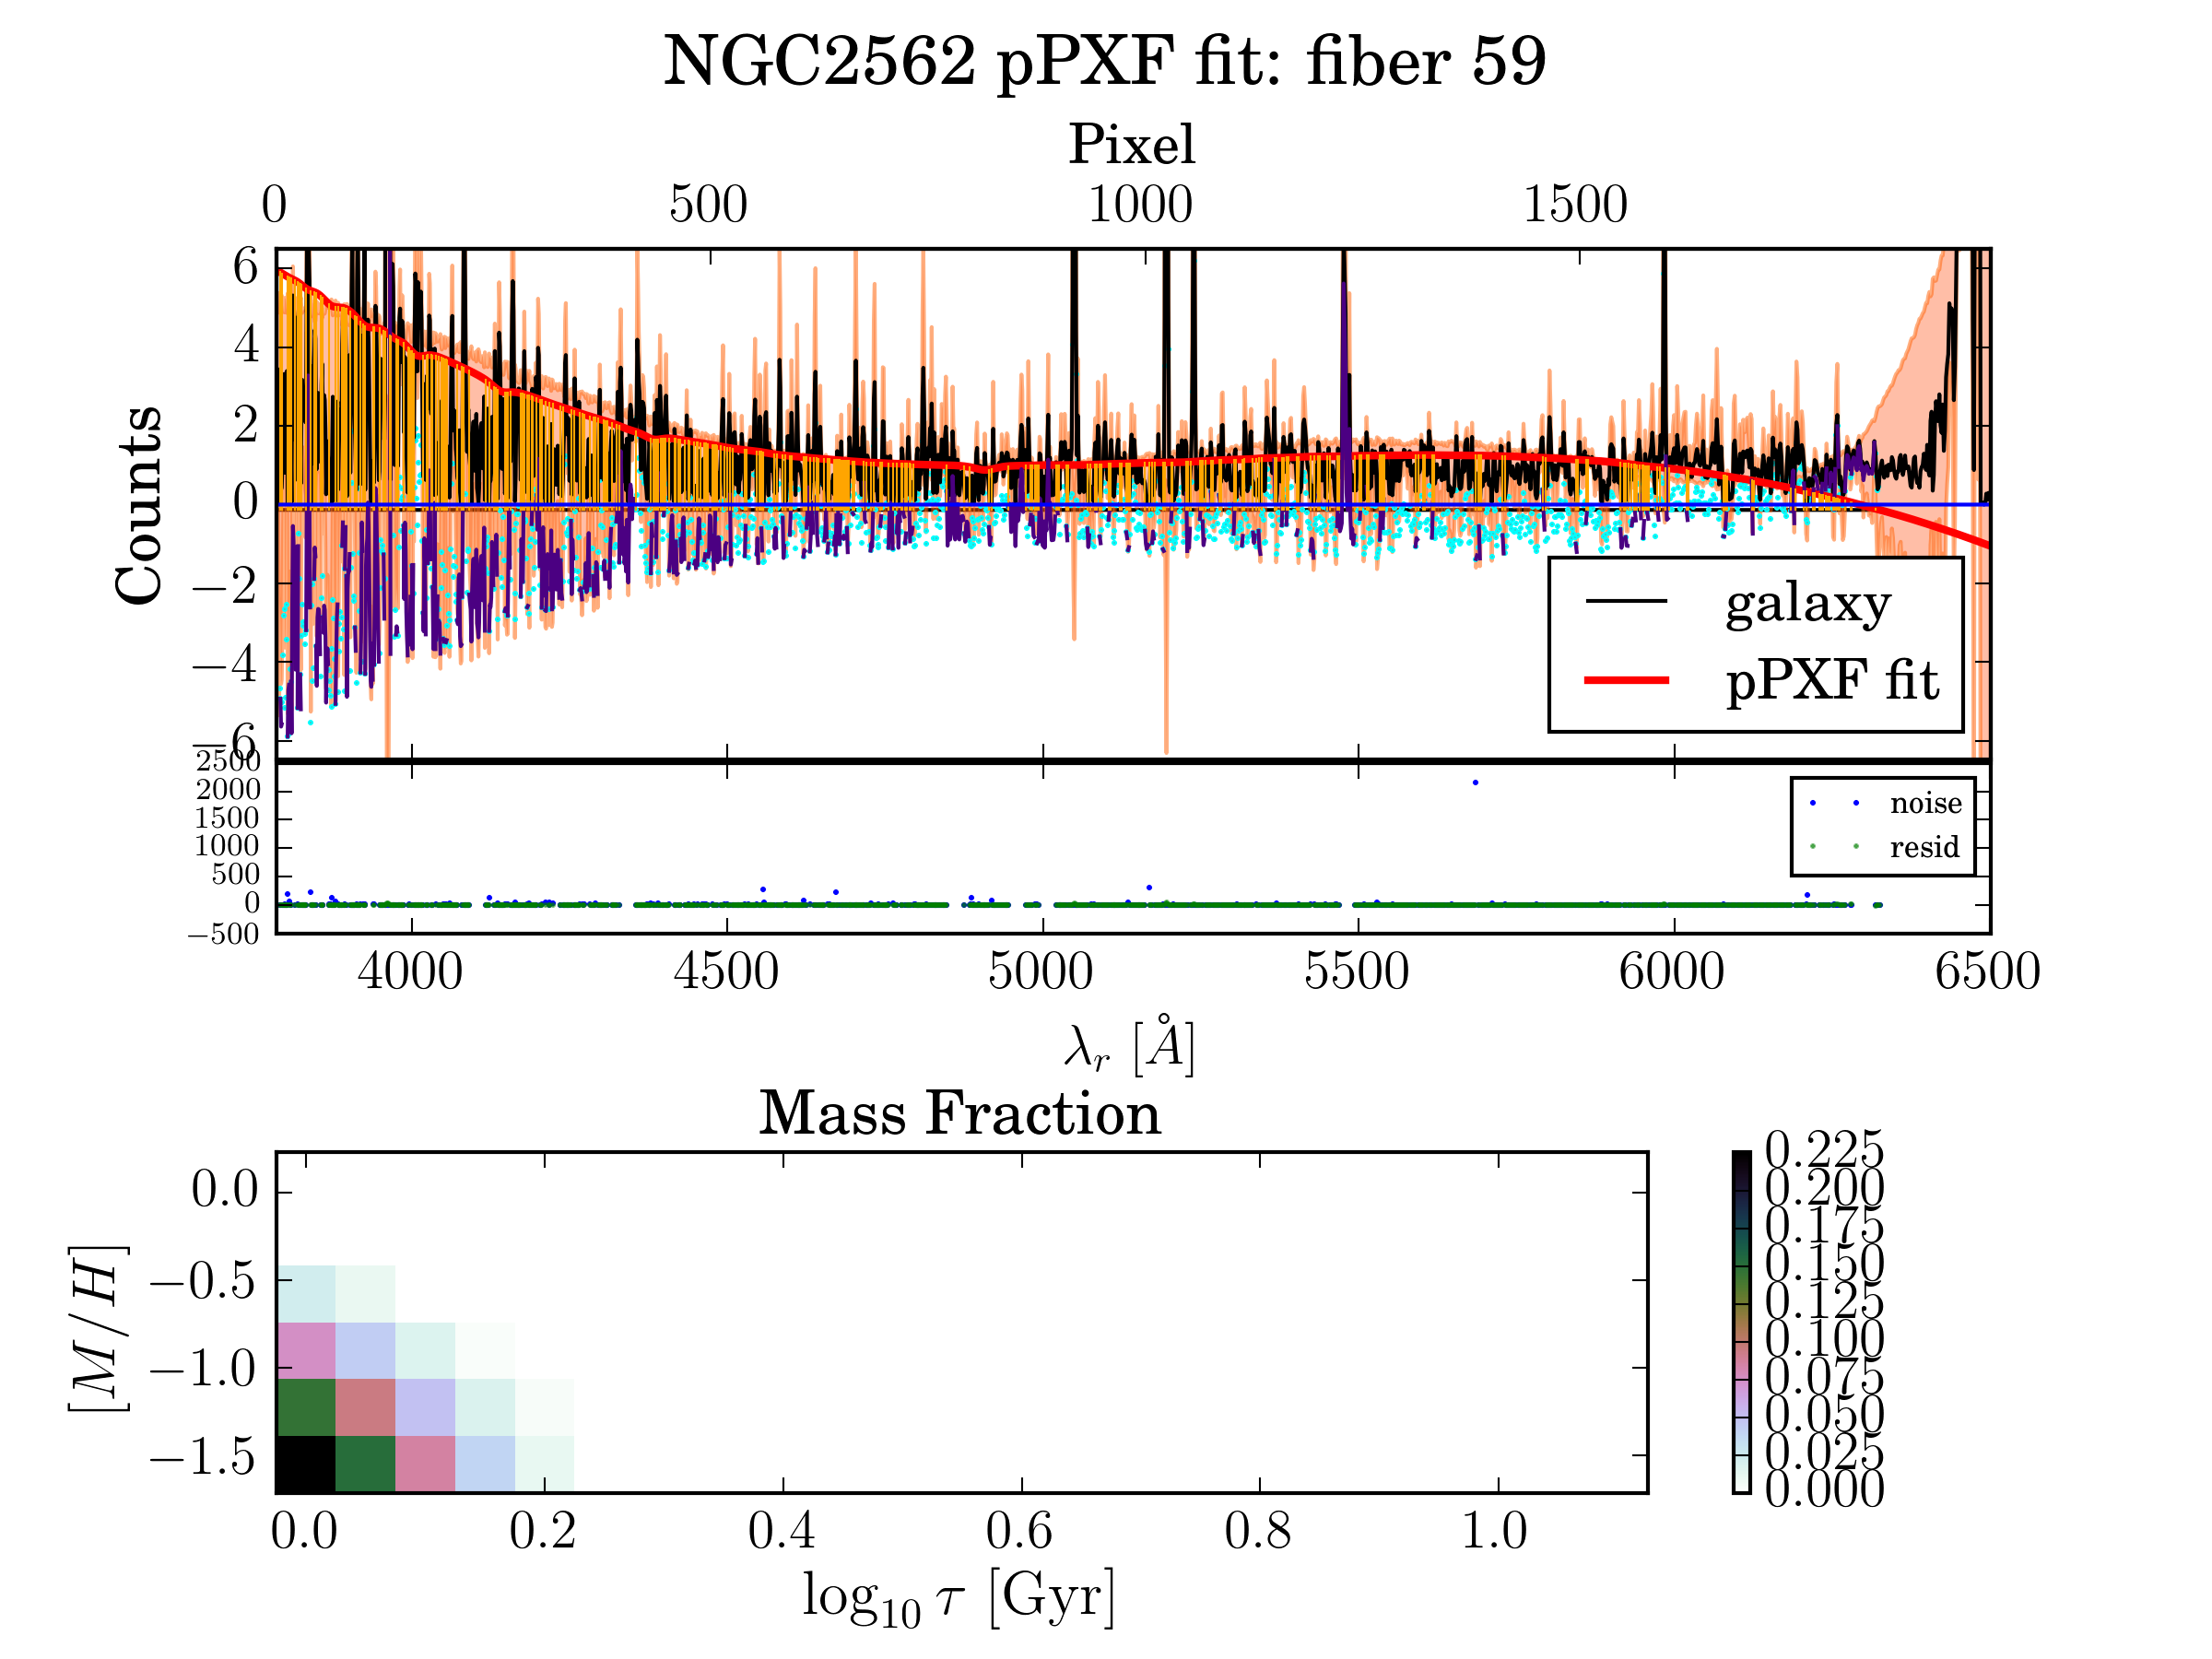 NGC2562 pPXF fit: fiber 59
Pixel
0 500 1000 1500
6
4
2
0
−2
−4
−6
Counts
galaxy
pPXF fit
2500
2000
1500
1000
500
0
−500
noise
resid
4000 4500 5000 5500 6000 6500
λr [Å]
Mass Fraction
0.0
−0.5
−1.0
−1.5
[M/H]
0.0 0.2 0.4 0.6 0.8 1.0
log10 τ [Gyr]
0.225
0.200
0.175
0.150
0.125
0.100
0.075
0.050
0.025
0.000